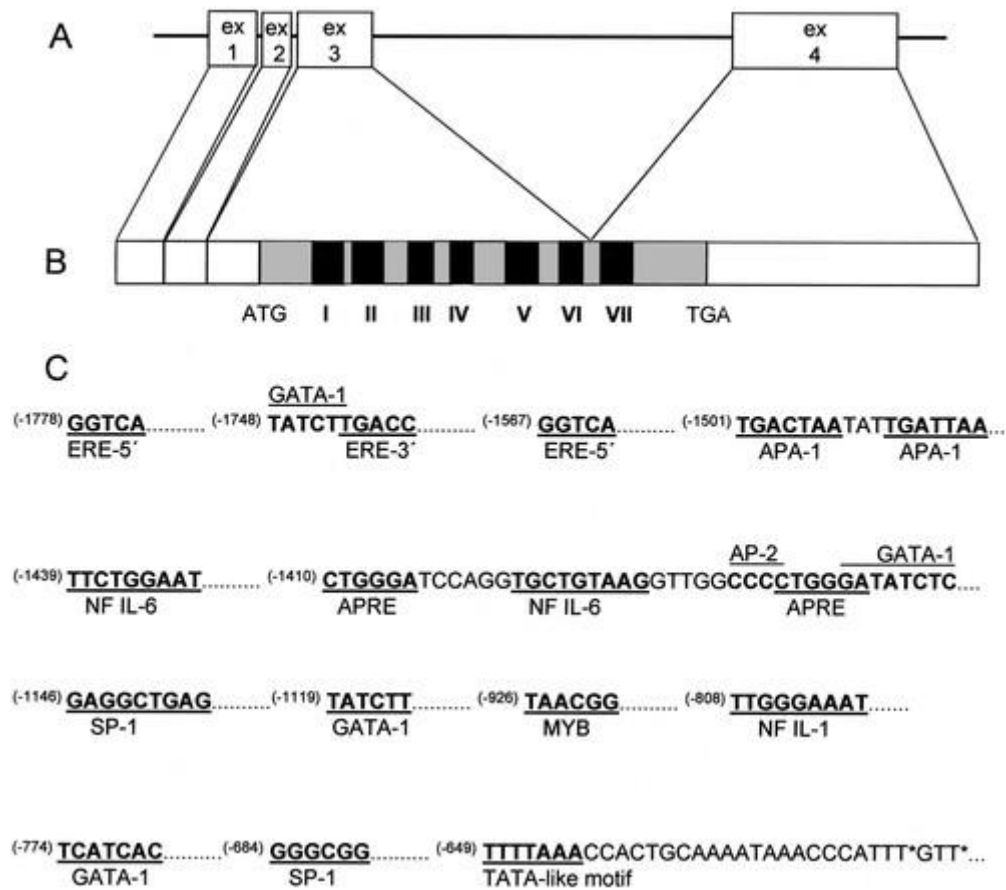 A
ex 1
ex 2
ex 3
ex 4
B
ATG I II III IV V VI VII TGA
C
GATA-1
(-1778) GGTCA.......... (-1748) TATCTTGACC.......... (-1567) GGTCA.......... (-1501) TGACTAATATTGATTAA....
ERE-5´ ERE-3´ ERE-5´ APA-1 APA-1
AP-2 GATA-1
(-1439) TTCTGGAAT.......... (-1410) CTGGGATCCAGGTGCTGTAAGGTTGGCCCCTGGGATATCTC....
NF IL-6 APRE NF IL-6 APRE
(-1146) GAGGCTGAG.......... (-1119) TATCTT.......... (-926) TAACGG.......... (-808) TTGGGAAAT.......
SP-1 GATA-1 MYB NF IL-1
(-774) TCATCAC.......... (-684) GGGCGG.......... (-649) TTTTAAACCACTGCAAAATAAACCCATTT*GTT*...
GATA-1 SP-1 TATA-like motif